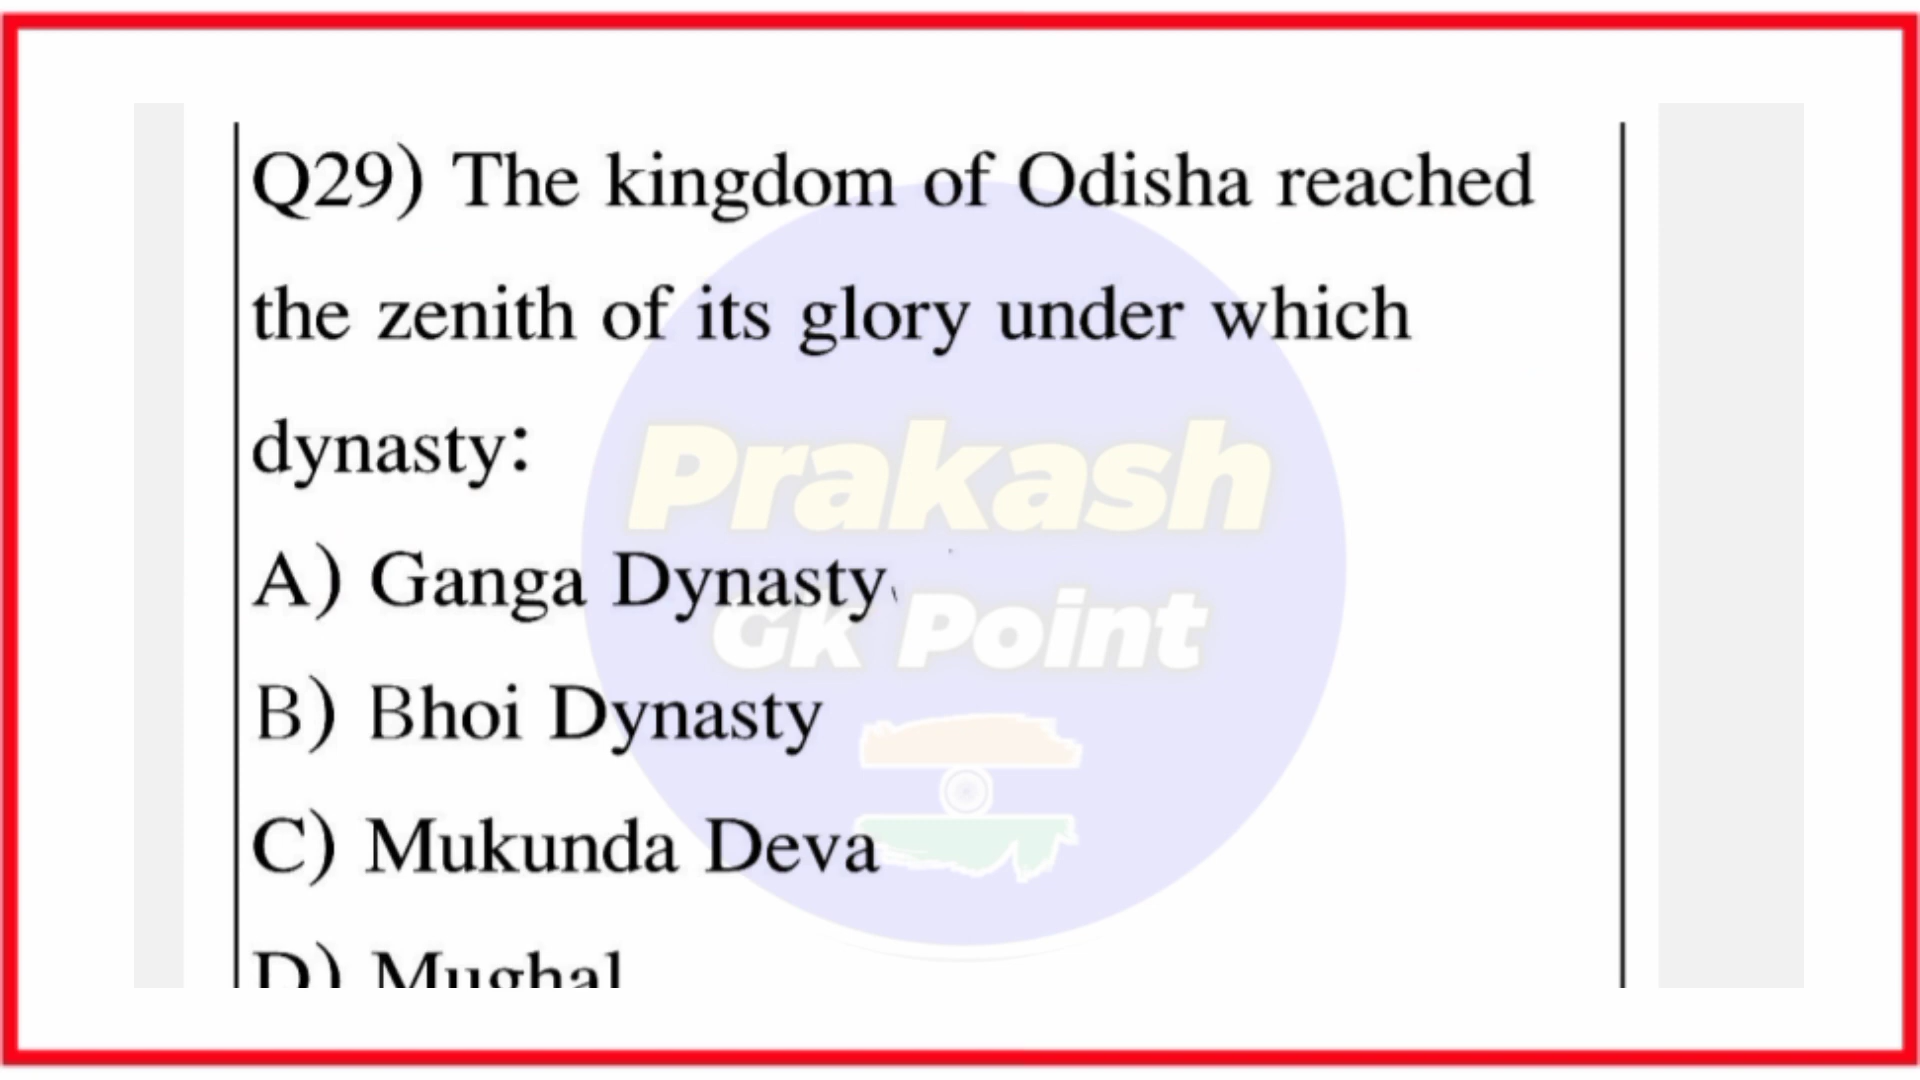 Q29) The kingdom of Odisha reached
the zenith of its glory under which
dynasty:
Prakash
A) Ganga Dynasty
GK Point
B) Bhoi Dynasty
C) Mukunda Deva
D) Mughal